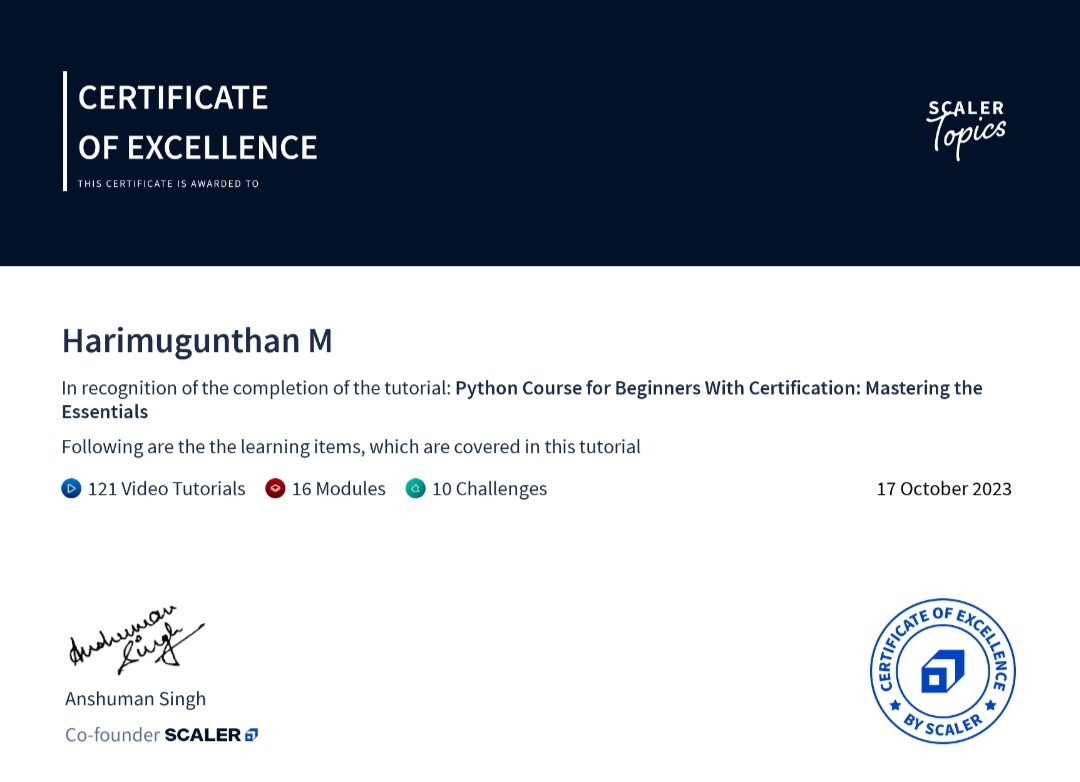 CERTIFICATE
OF EXCELLENCE
THIS CERTIFICATE IS AWARDED TO
SCALER
Topics
Harimugunthan M
In recognition of the completion of the tutorial: Python Course for Beginners With Certification: Mastering the
Essentials
Following are the the learning items, which are covered in this tutorial
121 Video Tutorials 16 Modules 10 Challenges
17 October 2023
Anshuman
Singh
Anshuman Singh
Co-founder SCALER
CERTIFICATE OF EXCELLENCE
BY SCALER